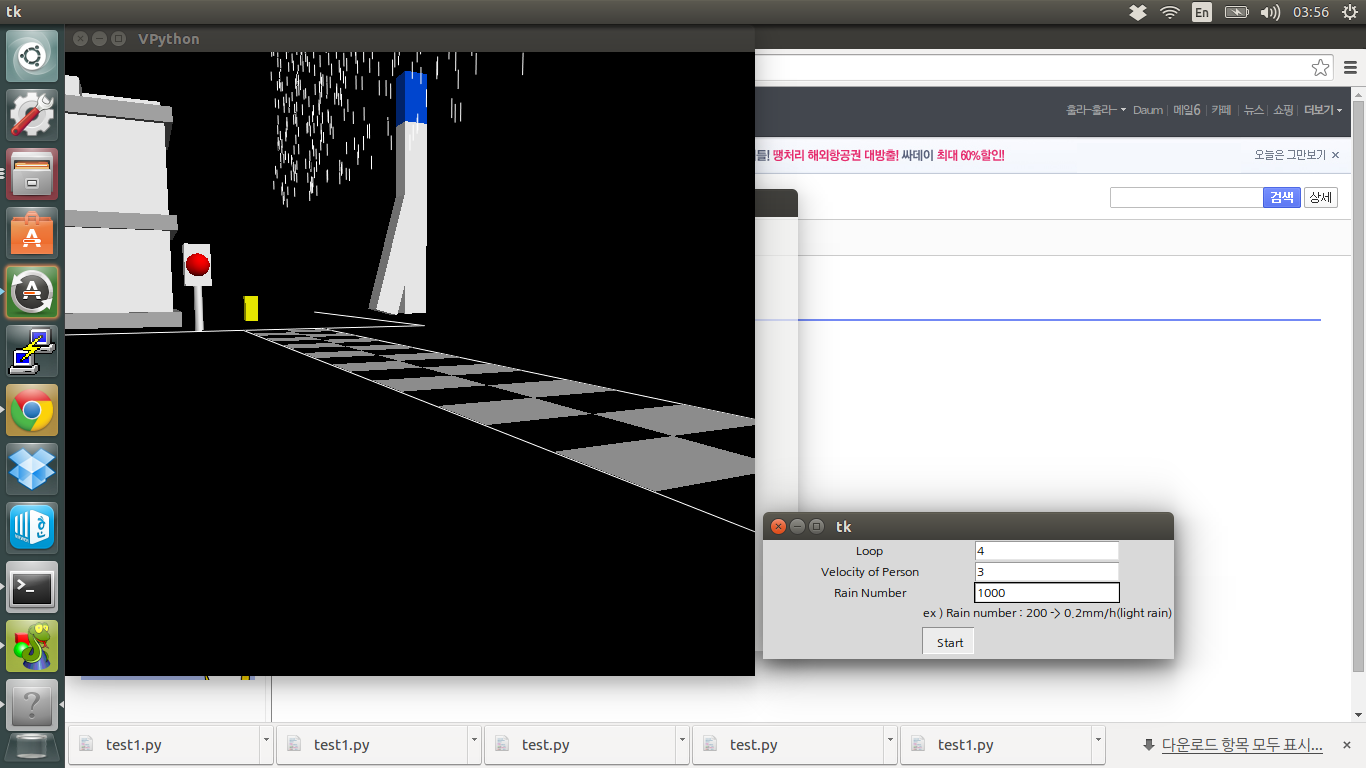 tk
En
03:56
VPython
훌라~훌라~
Daum
메일6
카페
뉴스
쇼핑
더보기
틀! 땡처리 해외항공권 대방출! 싸데이 최대 60%할인!
오늘은 그만보기
검색
상세
tk
Loop 4
Velocity of Person 3
Rain Number 1000
ex ) Rain number : 200 -> 0.2mm/h(light rain)
Start
test1.py
test1.py
test.py
test.py
test1.py
다운로드 항목 모두 표시...